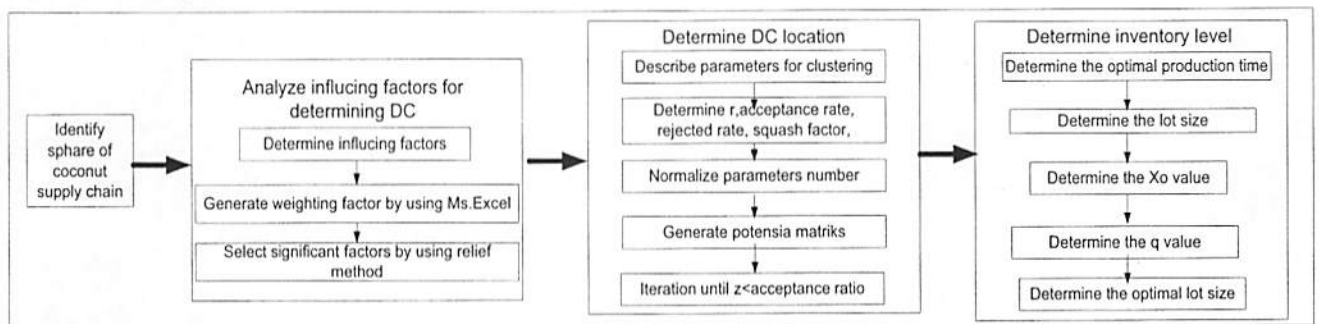 Identify
sphare of
coconut
supply chain
Analyze influcing factors for
determining DC
Determine influcing factors
Generate weighting factor by using Ms.Excel
Select significant factors by using relief
method
Determine DC location
Describe parameters for clustering
Determine r,acceptance rate,
rejected rate, squash factor,
Normalize parameters number
Generate potensia matriks
Iteration until z<acceptance ratio
Determine inventory level
Determine the optimal production time
Determine the lot size
Determine the Xo value
Determine the q value
Determine the optimal lot size